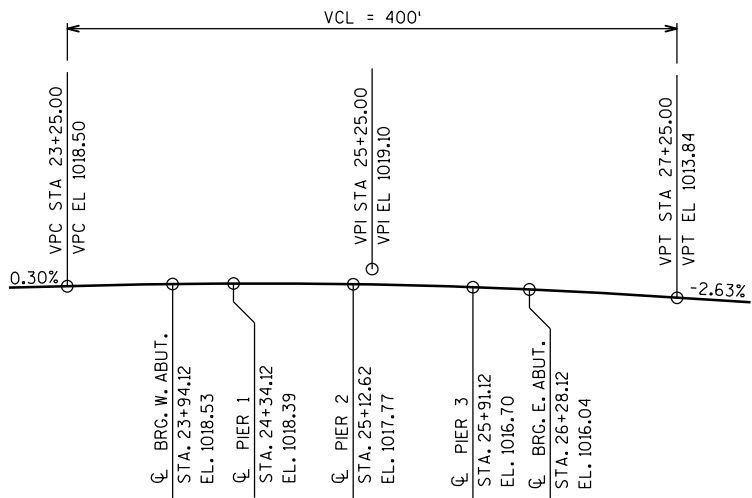 VCL = 400'
VPC STA 23+25.00
VPC EL 1018.50
VPI STA 25+25.00
VPI EL 1019.10
VPT STA 27+25.00
VPT EL 1013.84
0.30%
-2.63%
℄ BRG. W. ABUT.
STA. 23+94.12
EL. 1018.53
℄ PIER 1
STA. 24+34.12
EL. 1018.39
℄ PIER 2
STA. 25+12.62
EL. 1017.77
℄ PIER 3
STA. 25+91.12
EL. 1016.70
℄ BRG. E. ABUT.
STA. 26+28.12
EL. 1016.04